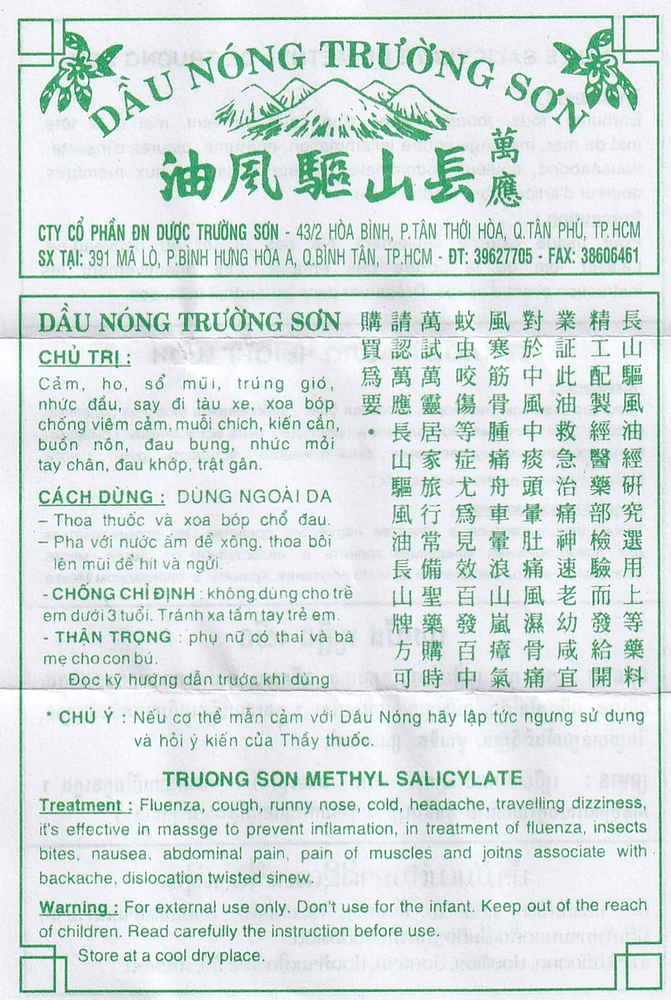 DẦU NÓNG TRƯỜNG SƠN
油風驅山長 萬應
CTY CỔ PHẦN ĐN DƯỢC TRƯỜNG SƠN - 43/2 HÒA BÌNH, P.TÂN THỚI HÒA, Q.TÂN PHÚ, TP.HCM
SX TẠI: 391 MÃ LÒ, P.BÌNH HƯNG HÒA A, Q.BÌNH TÂN, TP.HCM - ĐT: 39627705 - FAX: 38606461
DẦU NÓNG TRƯỜNG SƠN
CHỦ TRỊ :
Cảm, ho, sổ mũi, trúng gió,
nhức đầu, say đi tàu xe, xoa bóp
chống viêm cảm, muỗi chích, kiến cắn,
buồn nôn, đau bụng, nhức mỏi
tay chân, đau khớp, trật gân.
CÁCH DÙNG : DÙNG NGOÀI DA
– Thoa thuốc và xoa bóp chổ đau.
– Pha với nước ấm để xông, thoa bôi
lên mũi để hít và ngửi.
- CHỐNG CHỈ ĐỊNH : không dùng cho trẻ
em dưới 3 tuổi. Tránh xa tầm tay trẻ em
- THẬN TRỌNG : phụ nữ có thai và bà
mẹ cho con bú.
Đọc kỹ hướng dẫn trước khi dùng
長山風油經研究選用上等藥料
精工配製經醫藥部檢驗而發給開
業証此油救急治痛神速老幼咸宜
對於中風中痰頭暈肚痛風濕骨痛
風寒筋骨腫痛舟車暈浪山嵐瘴氣
蚊虫咬傷等症尤爲見效百發百中
萬試萬靈居家旅行常備聖藥購時
請認萬應長山驅風油長山牌方可
購買爲要。
* CHÚ Ý : Nếu cơ thể mẫn cảm với Dầu Nóng hãy lập tức ngưng sử dụng
và hỏi ý kiến của Thầy thuốc.
TRUONG SON METHYL SALICYLATE
Treatment : Fluenza, cough, runny nose, cold, headache, travelling dizziness,
it's effective in massge to prevent inflamation, in treatment of fluenza, insects
bites, nausea, abdominal pain, pain of muscles and joitns associate with
backache, dislocation twisted sinew.
Warning : For external use only. Don't use for the infant. Keep out of the reach
of children. Read carefully the instruction before use.
Store at a cool dry place.